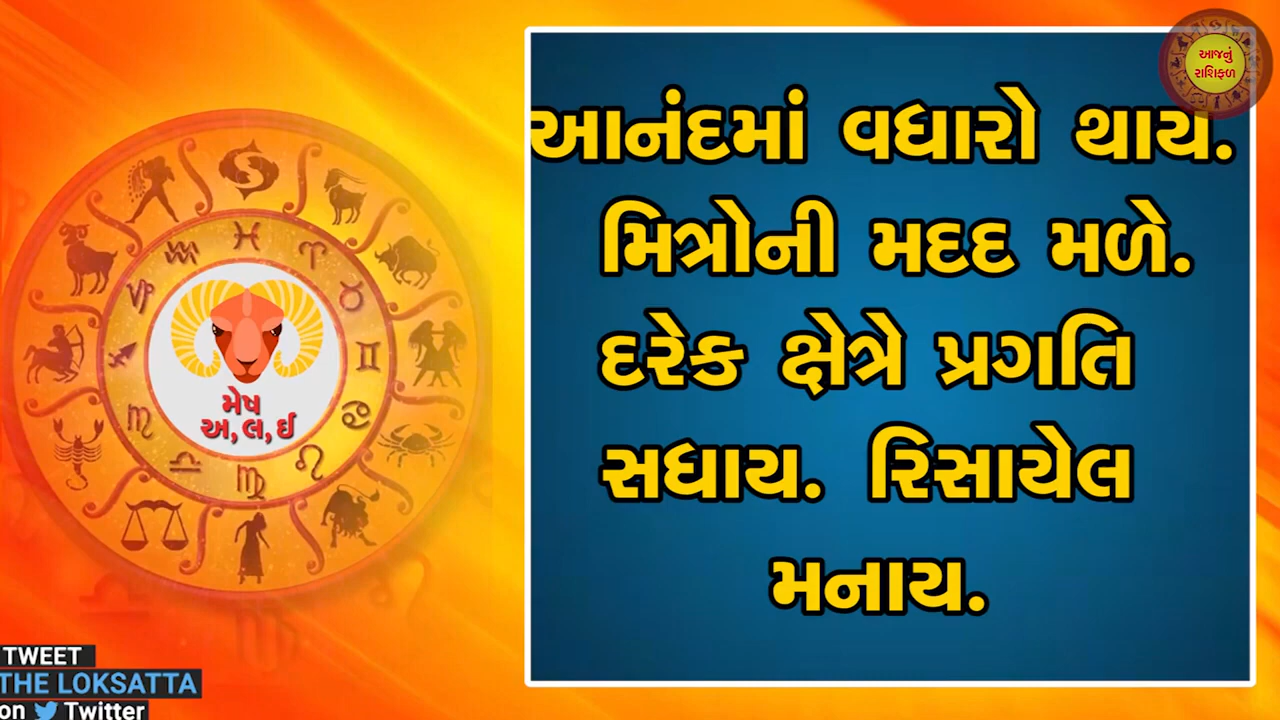 આજનું
રાશિફળ
આનંદમાં વધારો થાય.
મિત્રોની મદદ મળે.
દરેક ક્ષેત્રે પ્રગતિ
સધાય. રિસાયેલ
મનાય.
મેષ
અ, લ, ઈ
TWEET
THE LOKSATTA
on Twitter